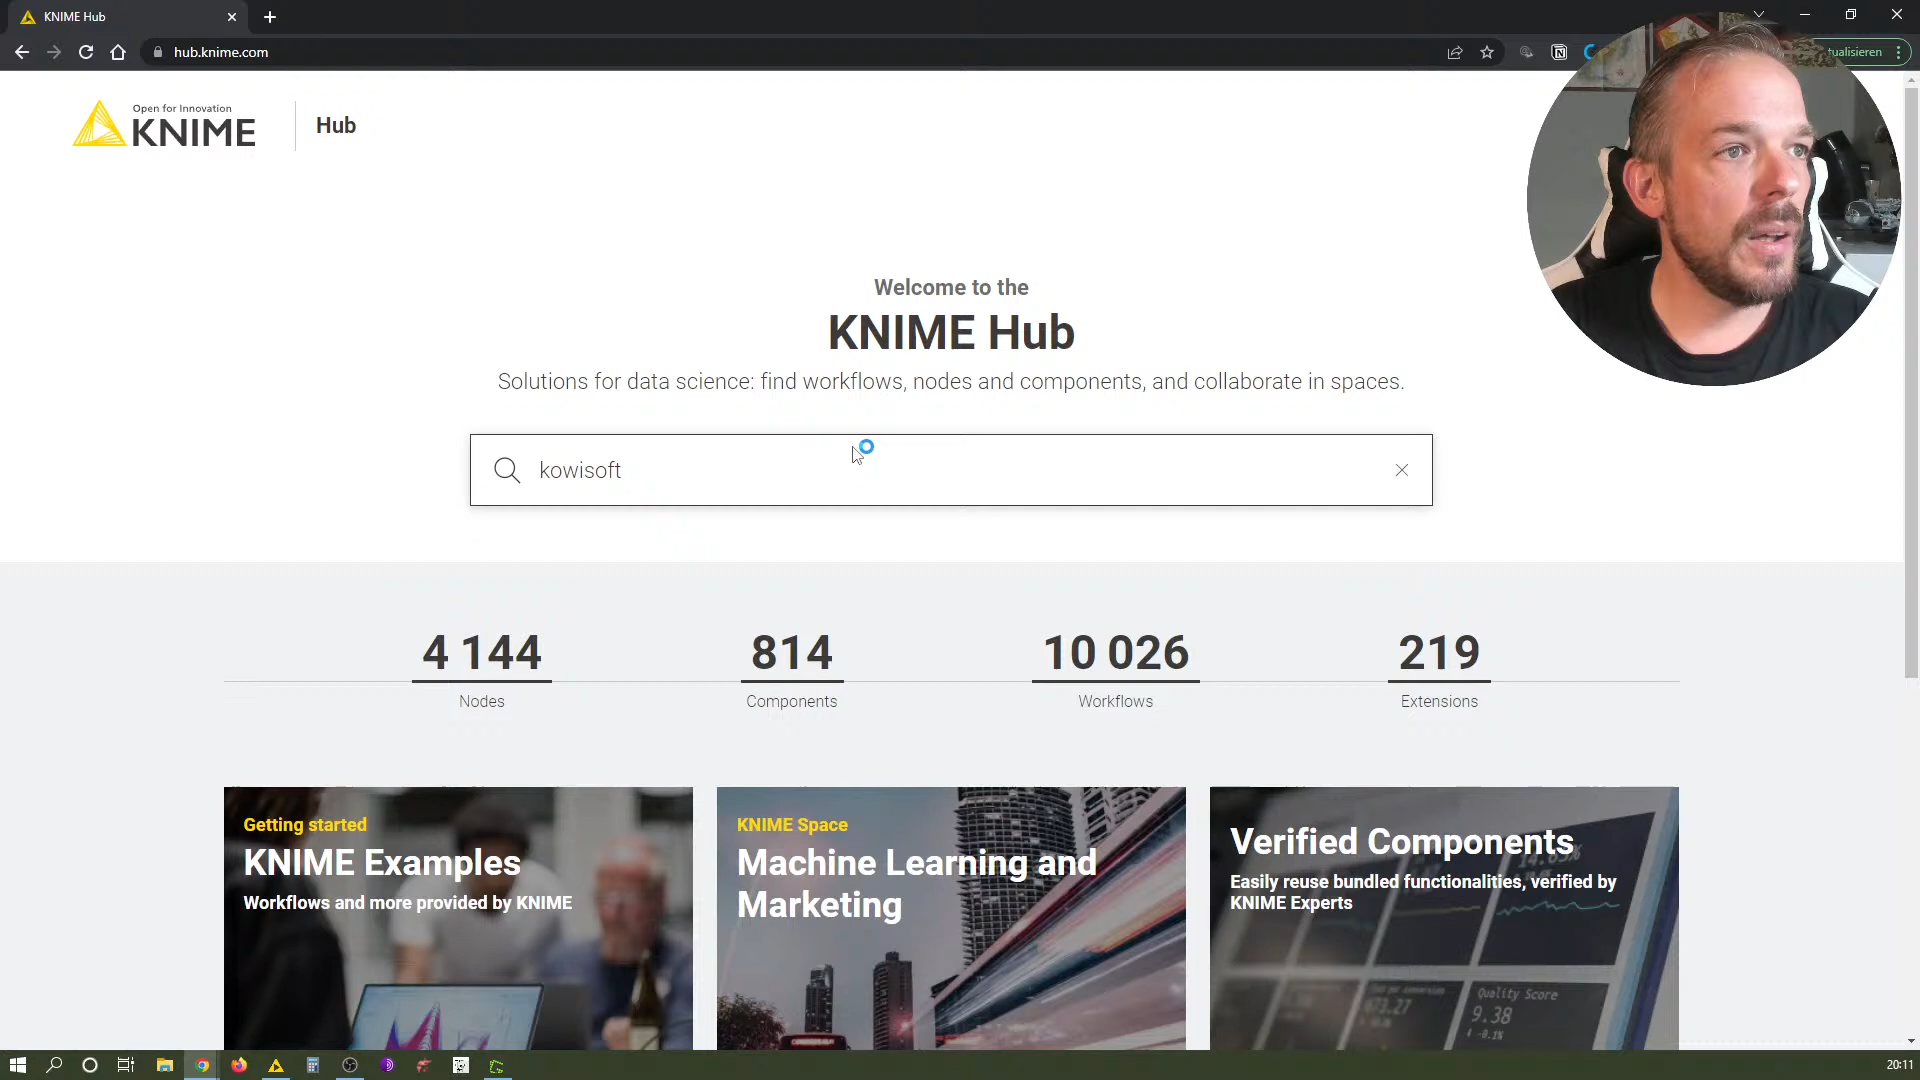 KNIME Hub
hub.knime.com
tualisieren
Open for Innovation
KNIME
Hub
Welcome to the
KNIME Hub
Solutions for data science: find workflows, nodes and components, and collaborate in spaces.
kowisoft
4 144
Nodes
814
Components
10 026
Workflows
219
Extensions
Getting started
KNIME Examples
Workflows and more provided by KNIME
KNIME Space
Machine Learning and
Marketing
Verified Components
Easily reuse bundled functionalities, verified by
KNIME Experts
Quality Score
9.38
20:11